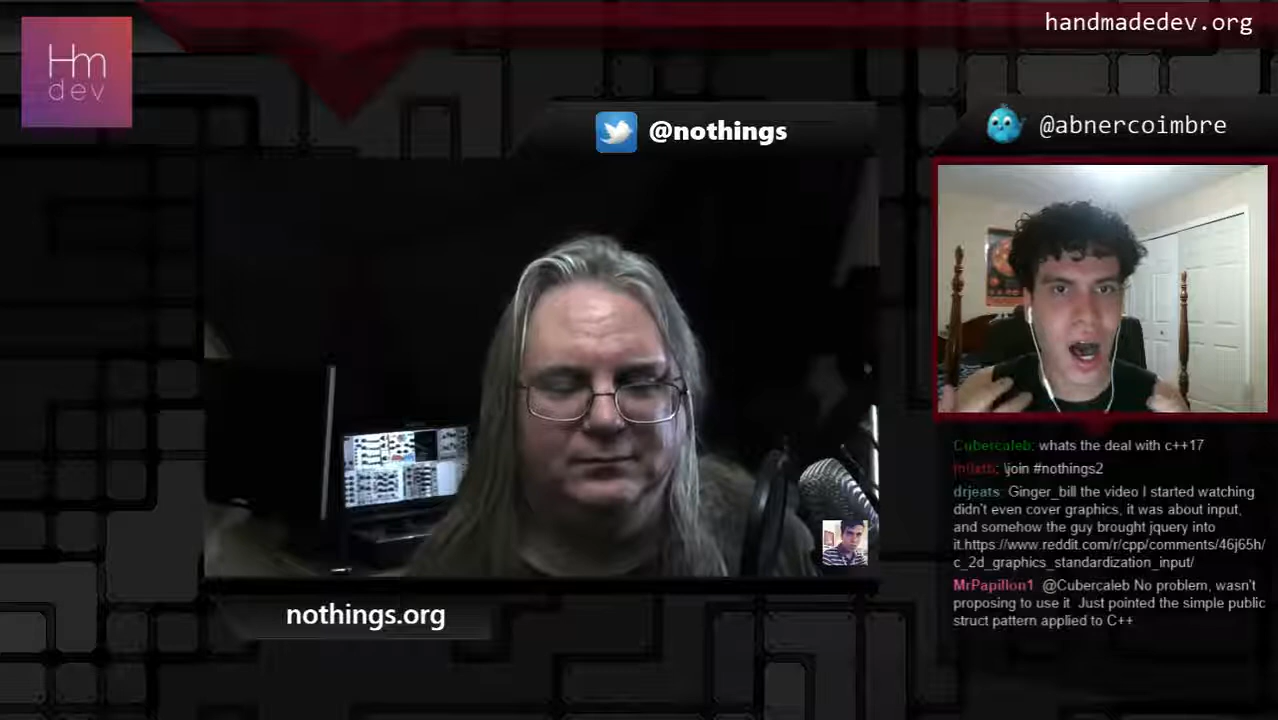 handmadedev.org
Hm
dev
@nothings
@abnercoimbre
Cubercaleb: whats the deal with c++17
\join #nothings2
drjeats: Ginger_bill the video I started watching
didn't even cover graphics, it was about input,
and somehow the guy brought jquery into
it.https://www.reddit.com/r/cpp/comments/46j65h/
c_2d_graphics_standardization_input/
MrPapillon1 @Cubercaleb No problem, wasn't
proposing to use it Just pointed the simple public
struct pattern applied to C++
nothings.org